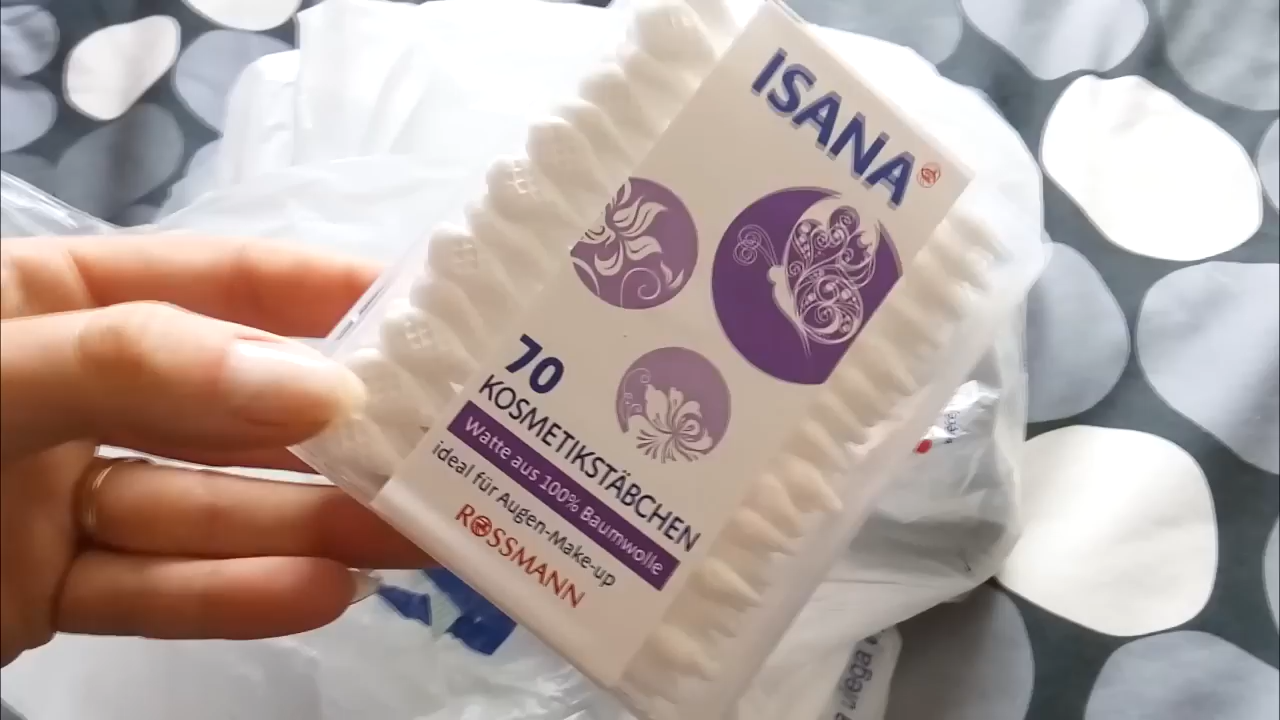 ISANA®
70
KOSMETIKSTÄBCHEN
Watte aus 100% Baumwolle
ideal für Augen-Make-up
ROSSMANN